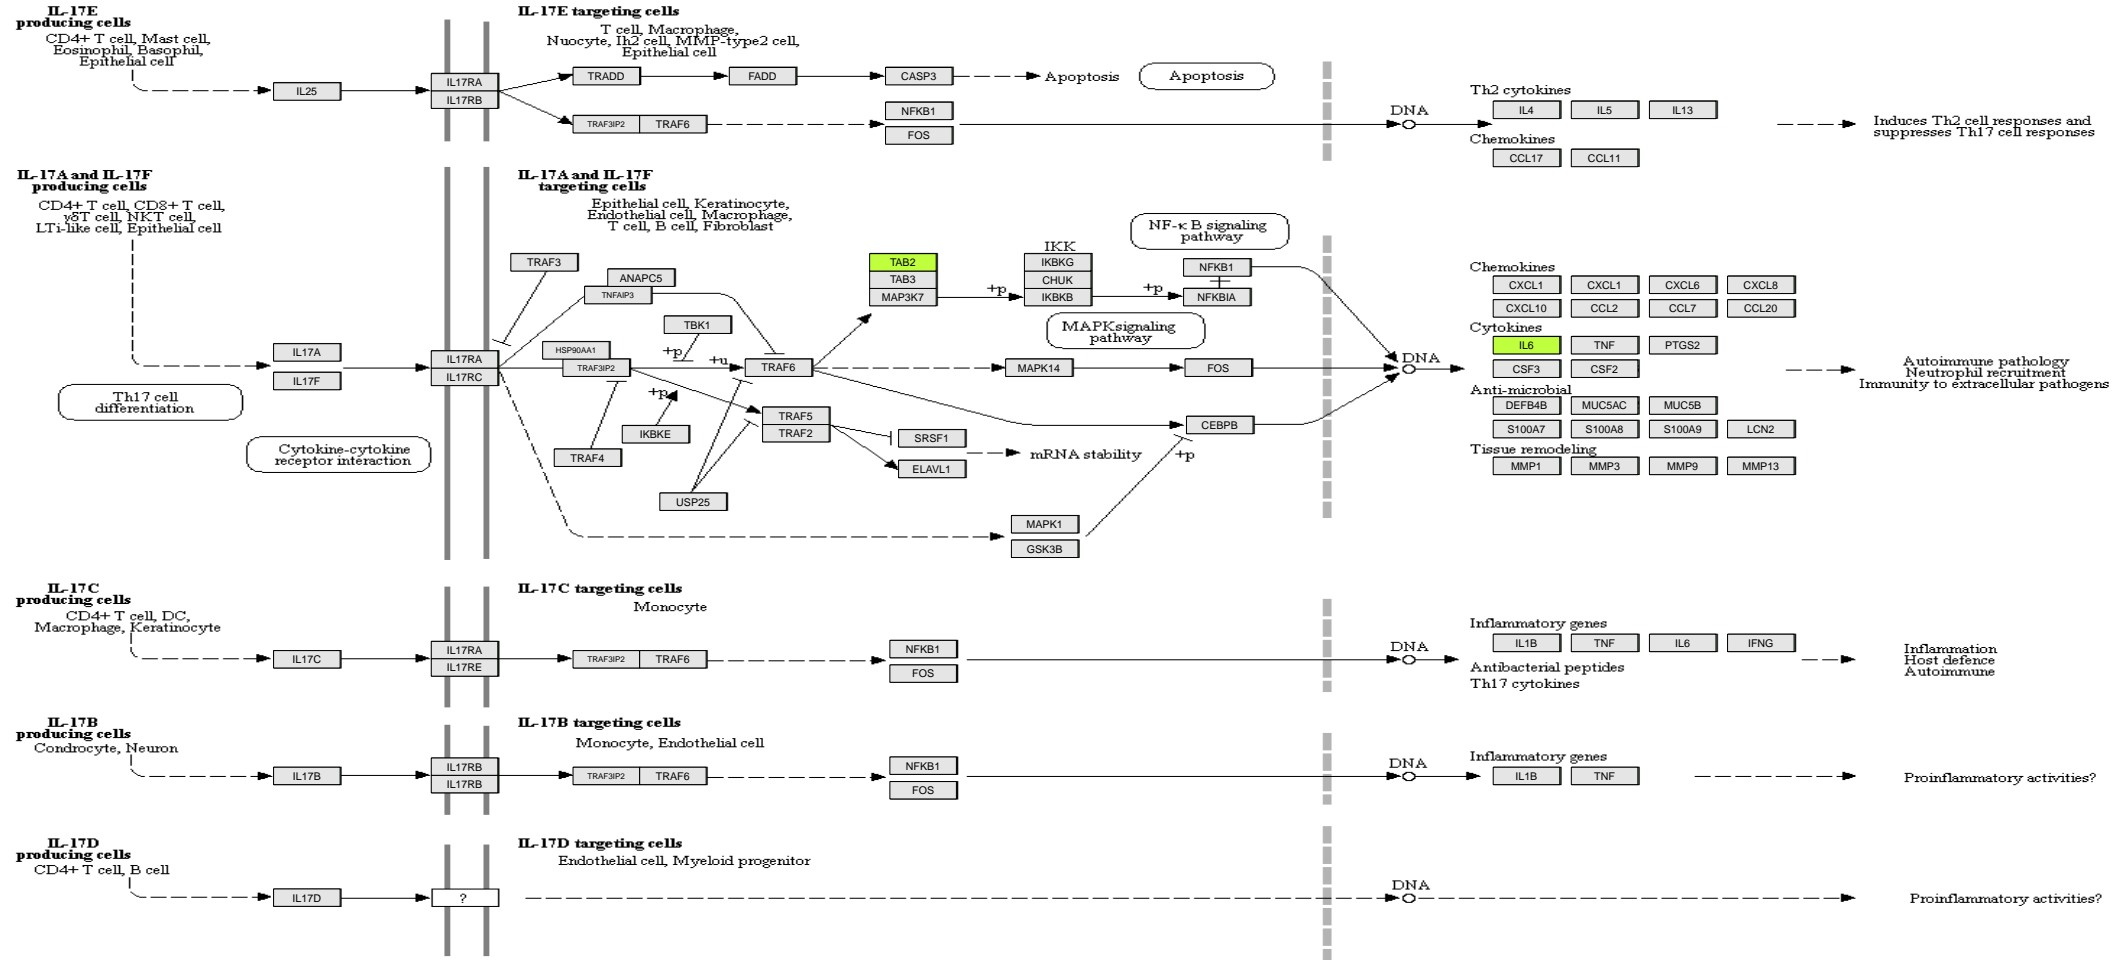 IL-17E
producing cells
CD4+ T cell, Mast cell,
Eosinophil, Basophil,
Epithelial cell
IL-17E targeting cells
T cell, Macrophage,
Nuocyte, Ih2 cell, MMP-type2 cell,
Epithelial cell
IL25
IL17RA
IL17RB
TRADD
FADD
CASP3
Apoptosis
Apoptosis
TRAF3IP2
TRAF6
NFKB1
FOS
DNA
Th2 cytokines
IL4
IL5
IL13
Chemokines
CCL17
CCL11
Induces Th2 cell responses and
suppresses Th17 cell responses
IL-17A and IL-17F
producing cells
CD4+ T cell, CD8+ T cell,
γδT cell, NKT cell,
LTi-like cell, Epithelial cell
IL-17A and IL-17F
targeting cells
Epithelial cell, Keratinocyte,
Endothelial cell, Macrophage,
T cell, B cell, Fibroblast
NF-κ B signaling
pathway
TRAF3
ANAPC5
TNFAIP3
TAB2
TAB3
MAP3K7
+p
IKK
IKBKG
CHUK
IKBKB
+p
NFKB1
NFKBIA
TBK1
+p
+u
MAPKsignaling
pathway
IL17A
IL17F
IL17RA
IL17RC
HSP90AA1
TRAF3IP2
TRAF6
MAPK14
FOS
DNA
Th17 cell
differentiation
Cytokine-cytokine
receptor interaction
+p
IKBKE
TRAF4
TRAF5
TRAF2
SRSF1
ELAVL1
mRNA stability
CEBPB
+p
USP25
MAPK1
GSK3B
Chemokines
CXCL1
CXCL1
CXCL6
CXCL8
CXCL10
CCL2
CCL7
CCL20
Cytokines
IL6
TNF
PTGS2
CSF3
CSF2
Anti-microbial
DEFB4B
MUC5AC
MUC5B
S100A7
S100A8
S100A9
LCN2
Tissue remodeling
MMP1
MMP3
MMP9
MMP13
Autoimmune pathology
Neutrophil recruitment
Immunity to extracellular pathogens
IL-17C
producing cells
CD4+ T cell, DC,
Macrophage, Keratinocyte
IL-17C targeting cells
Monocyte
IL17C
IL17RA
IL17RE
TRAF3IP2
TRAF6
NFKB1
FOS
DNA
Inflammatory genes
IL1B
TNF
IL6
IFNG
Antibacterial peptides
Th17 cytokines
Inflammation
Host defence
Autoimmune
IL-17B
producing cells
Condrocyte, Neuron
IL-17B targeting cells
Monocyte, Endothelial cell
IL17B
IL17RB
IL17RB
TRAF3IP2
TRAF6
NFKB1
FOS
DNA
Inflammatory genes
IL1B
TNF
Proinflammatory activities?
IL-17D
producing cells
CD4+ T cell, B cell
IL-17D targeting cells
Endothelial cell, Myeloid progenitor
IL17D
?
DNA
Proinflammatory activities?